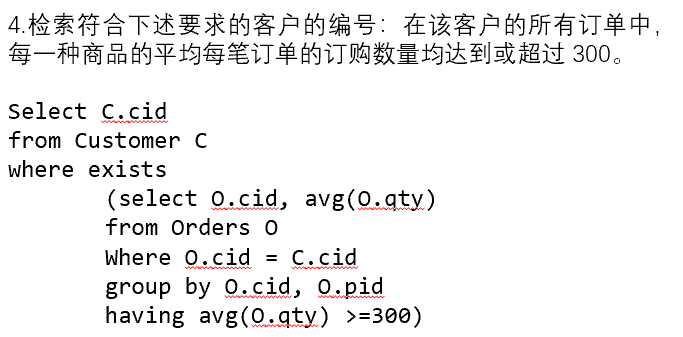 4.检索符合下述要求的客户的编号：在该客户的所有订单中，
每一种商品的平均每笔订单的订购数量均达到或超过 300。
Select C.cid
from Customer C
where exists
(select O.cid, avg(O.qty)
from Orders O
Where O.cid = C.cid
group by O.cid, O.pid
having avg(O.qty) >=300)